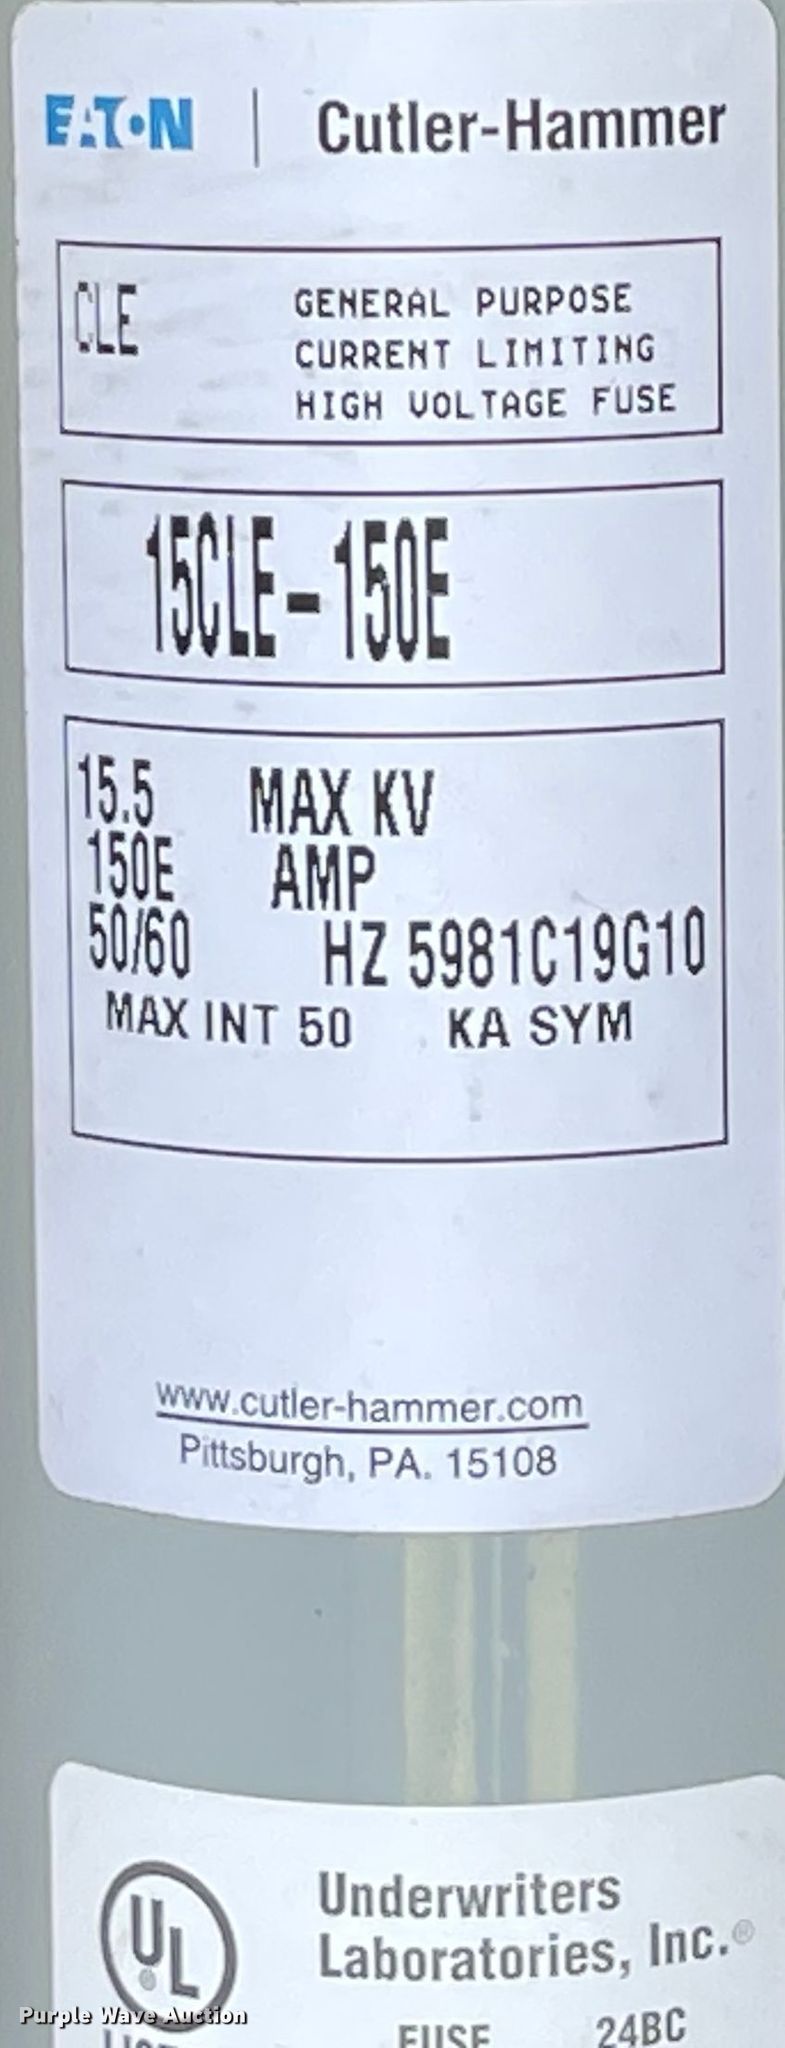 EATON | Cutler-Hammer
CLE
GENERAL PURPOSE
CURRENT LIMITING
HIGH VOLTAGE FUSE
15CLE-150E
15.5 MAX KV
150E AMP
50/60 HZ 5981C19G10
MAX INT 50 KA SYM
www.cutler-hammer.com
Pittsburgh, PA. 15108
UL
Underwriters
Laboratories, Inc.®
Purple Wave Auction
FUSE 24BC